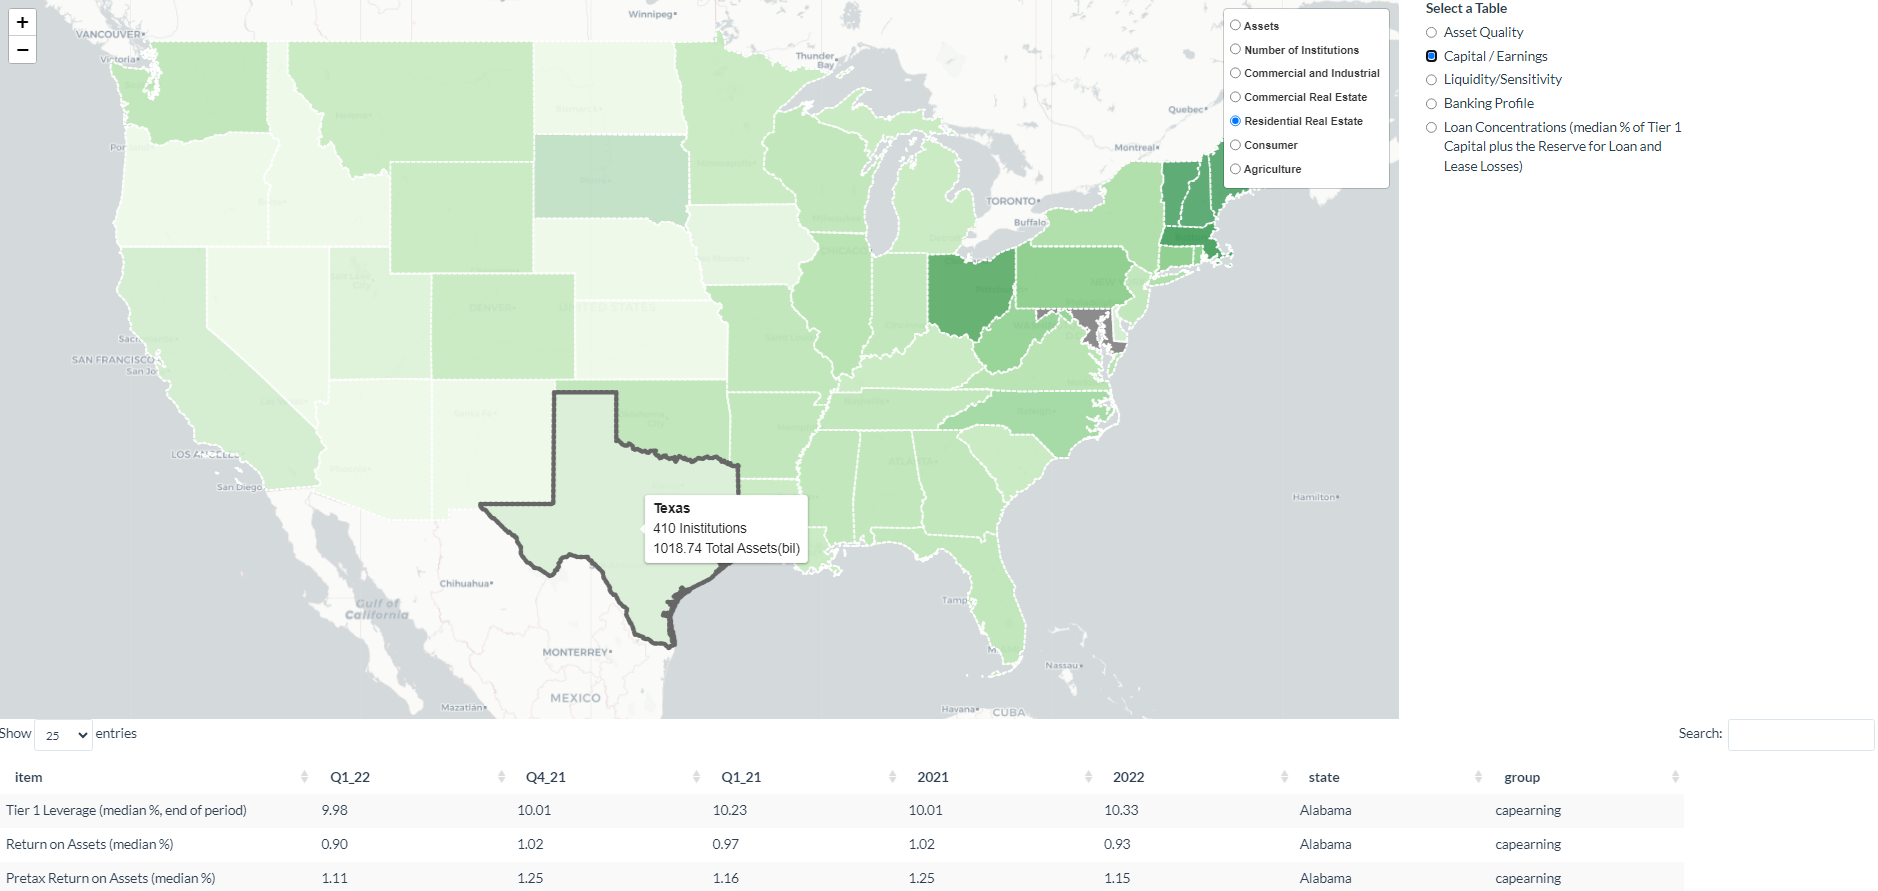 +
−
Winnipeg
VANCOUVER
Victoria
Thunder
Bay
Quebec
Montreal
TORONTO
Buffalo
CHICAGO
DENVER
UNITED STATES
SAN FRANCISCO
San Jo
LOS ANGELES
San Diego
ATLANTA
Hamilton
Chihuahua
Gulf of
California
Tamp
MONTERREY
Nassau
MEXICO
Mazatlán
Havana
CUBA
Assets
Number of Institutions
Commercial and Industrial
Commercial Real Estate
Residential Real Estate
Consumer
Agriculture
Texas
410 Inistitutions
1018.74 Total Assets(bil)
Select a Table
Asset Quality
Capital / Earnings
Liquidity/Sensitivity
Banking Profile
Loan Concentrations (median % of Tier 1
Capital plus the Reserve for Loan and
Lease Losses)
Show 25 entries
Search:
item Q1_22 Q4_21 Q1_21 2021 2022 state group
Tier 1 Leverage (median %, end of period) 9.98 10.01 10.23 10.01 10.33 Alabama capearning
Return on Assets (median %) 0.90 1.02 0.97 1.02 0.93 Alabama capearning
Pretax Return on Assets (median %) 1.11 1.25 1.16 1.25 1.15 Alabama capearning